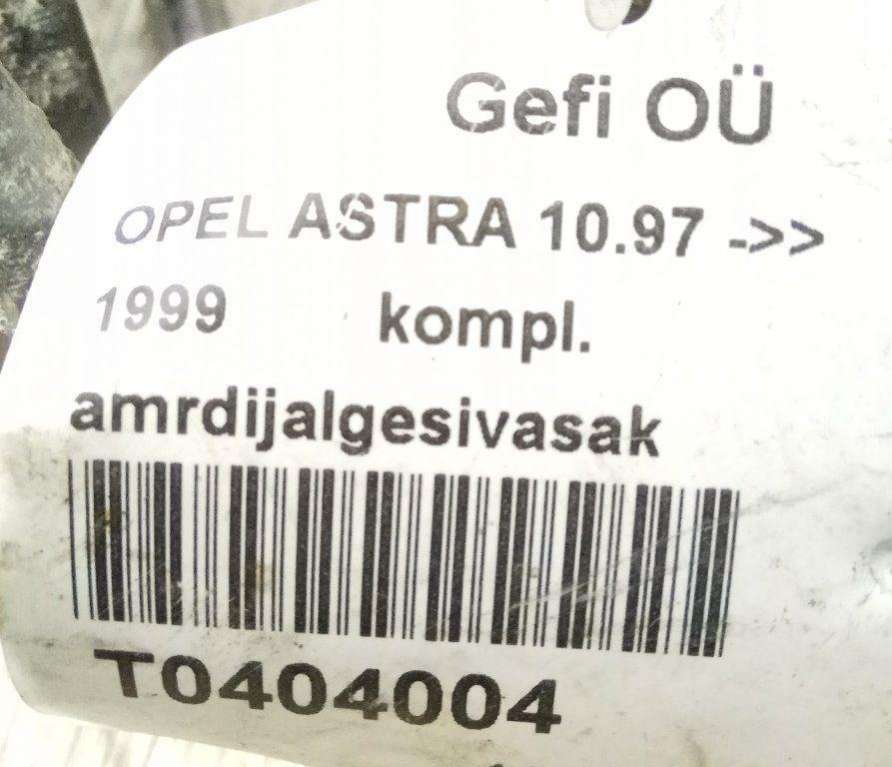 Gefi OÜ
OPEL ASTRA 10.97 ->>
1999 kompl.
amrdijalgesivasak
T0404004